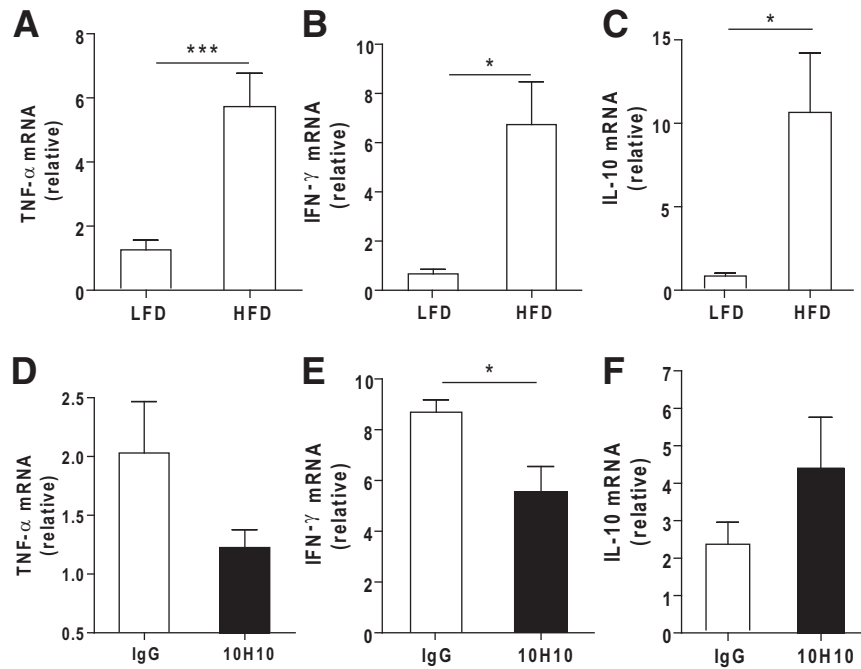 A
TNF-α mRNA
(relative)
8
6
4
2
0
***
LFD
HFD
B
IFN-γ mRNA
(relative)
10
8
6
4
2
0
*
LFD
HFD
C
IL-10 mRNA
(relative)
15
10
5
0
*
LFD
HFD
D
TNF-α mRNA
(relative)
2.5
2.0
1.5
1.0
0.5
IgG
10H10
E
IFN-γ mRNA
(relative)
10
8
6
4
2
0
*
IgG
10H10
F
IL-10 mRNA
(relative)
7
6
5
4
3
2
1
0
IgG
10H10